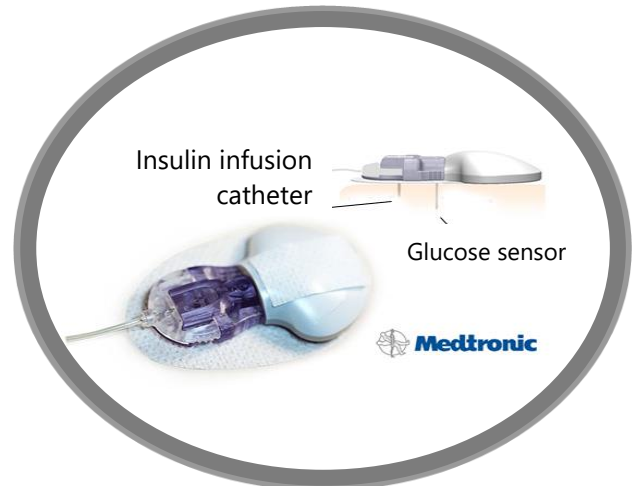 Insulin infusion
catheter
Glucose sensor
Medtronic